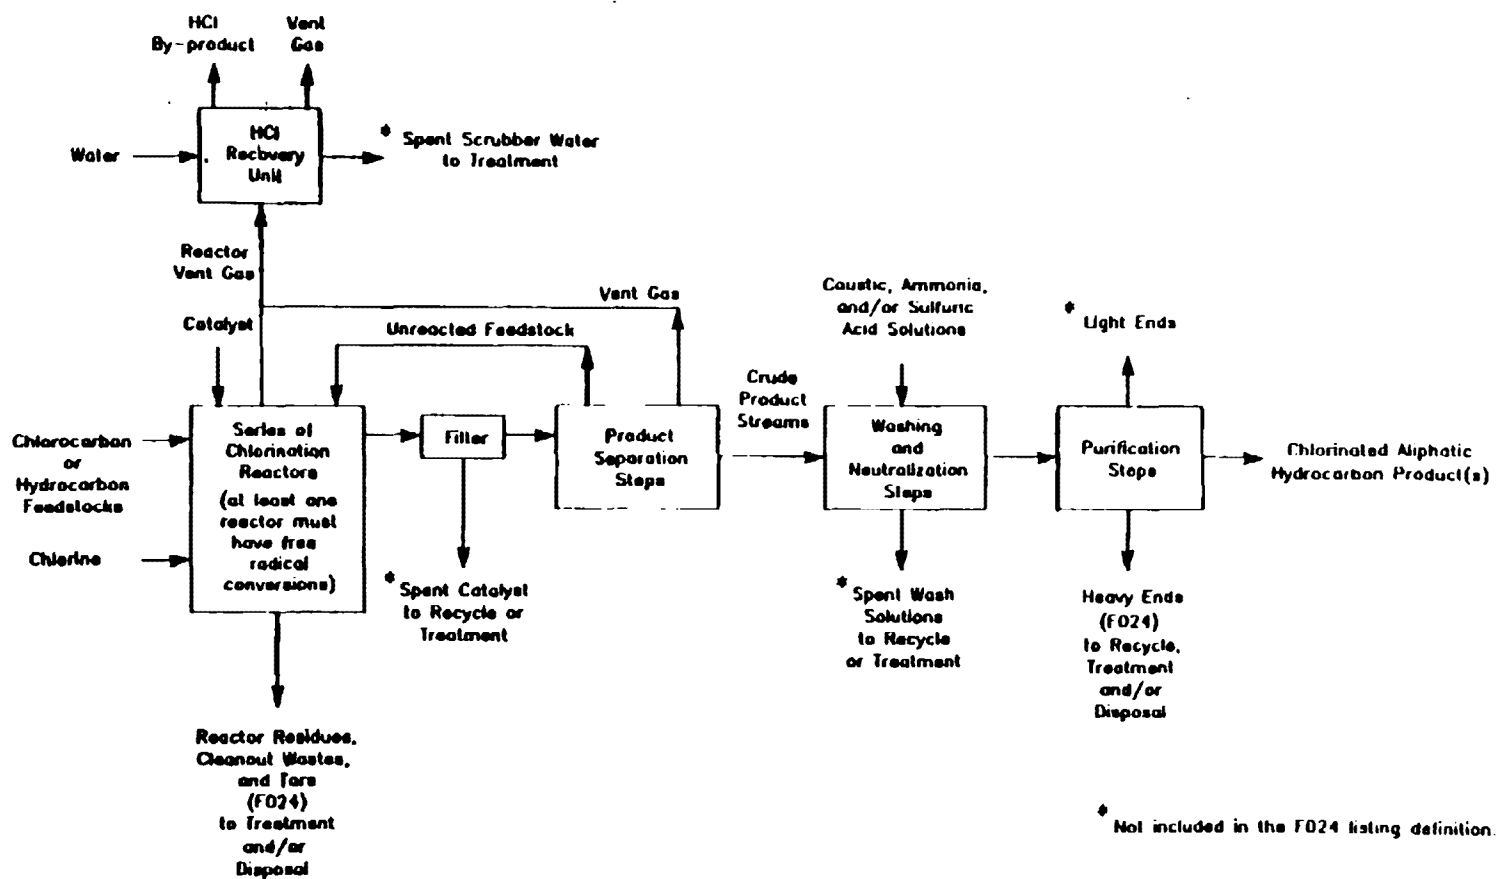 HCl
By-product
Vent
Gas
Water
HCl
Recovery
Unit
* Spent Scrubber Water
to Treatment
Reactor
Vent Gas
Vent Gas
Catalyst
Unreacted Feedstock
Caustic, Ammonia,
and/or Sulfuric
Acid Solutions
* Light Ends
Crude
Product
Streams
Chlorocarbon
or
Hydrocarbon
Feedstocks
Chlorine
Series of
Chlorination
Reactors
(at least one
reactor must
have free
radical
conversions)
Filter
Product
Separation
Steps
Washing
and
Neutralization
Steps
Purification
Steps
Chlorinated Aliphatic
Hydrocarbon Product(s)
* Spent Catalyst
to Recycle or
Treatment
* Spent Wash
Solutions
to Recycle
or Treatment
Heavy Ends
(F024)
to Recycle,
Treatment
and/or
Disposal
Reactor Residues,
Cleanout Wastes,
and Tars
(F024)
to Treatment
and/or
Disposal
* Not included in the F024 listing definition.